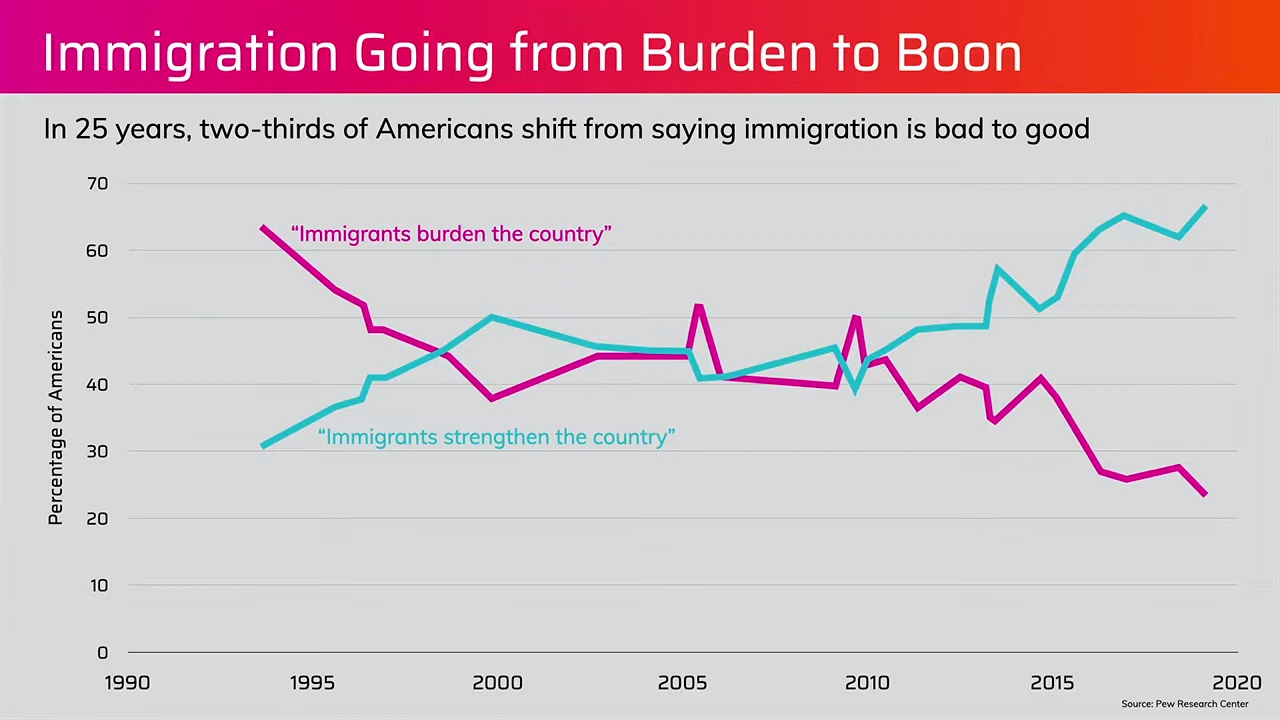 Immigration Going from Burden to Boon
In 25 years, two-thirds of Americans shift from saying immigration is bad to good
70
“Immigrants burden the country”
60
50
Percentage of Americans
40
“Immigrants strengthen the country”
30
20
10
0
1990 1995 2000 2005 2010 2015 2020
Source: Pew Research Center